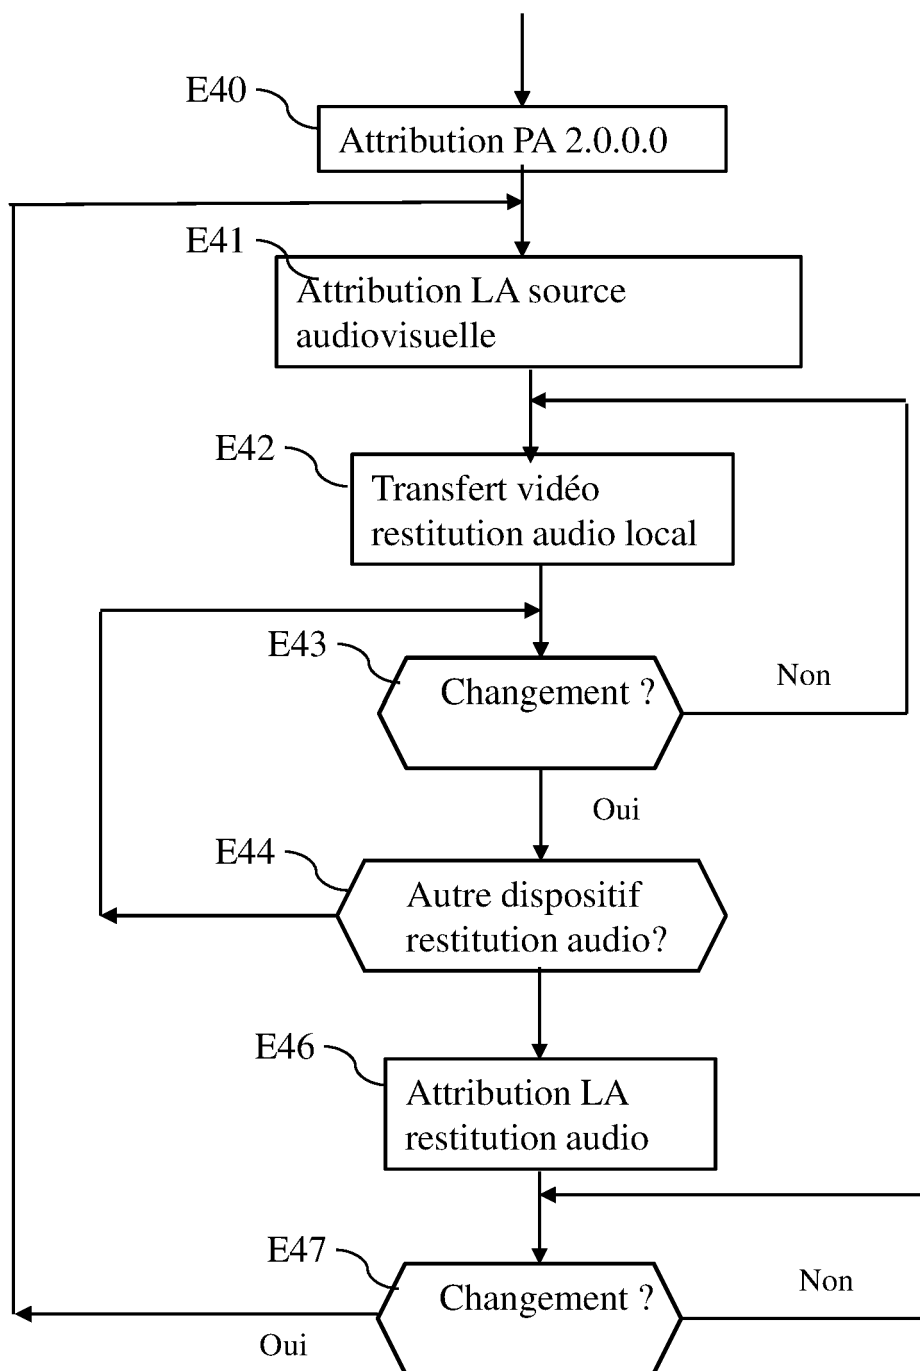 E40
Attribution PA 2.0.0.0
E41
Attribution LA source
audiovisuelle
E42
Transfert vidéo
restitution audio local
E43
Changement ?
Non
Oui
E44
Autre dispositif
restitution audio?
E46
Attribution LA
restitution audio
E47
Changement ?
Non
Oui